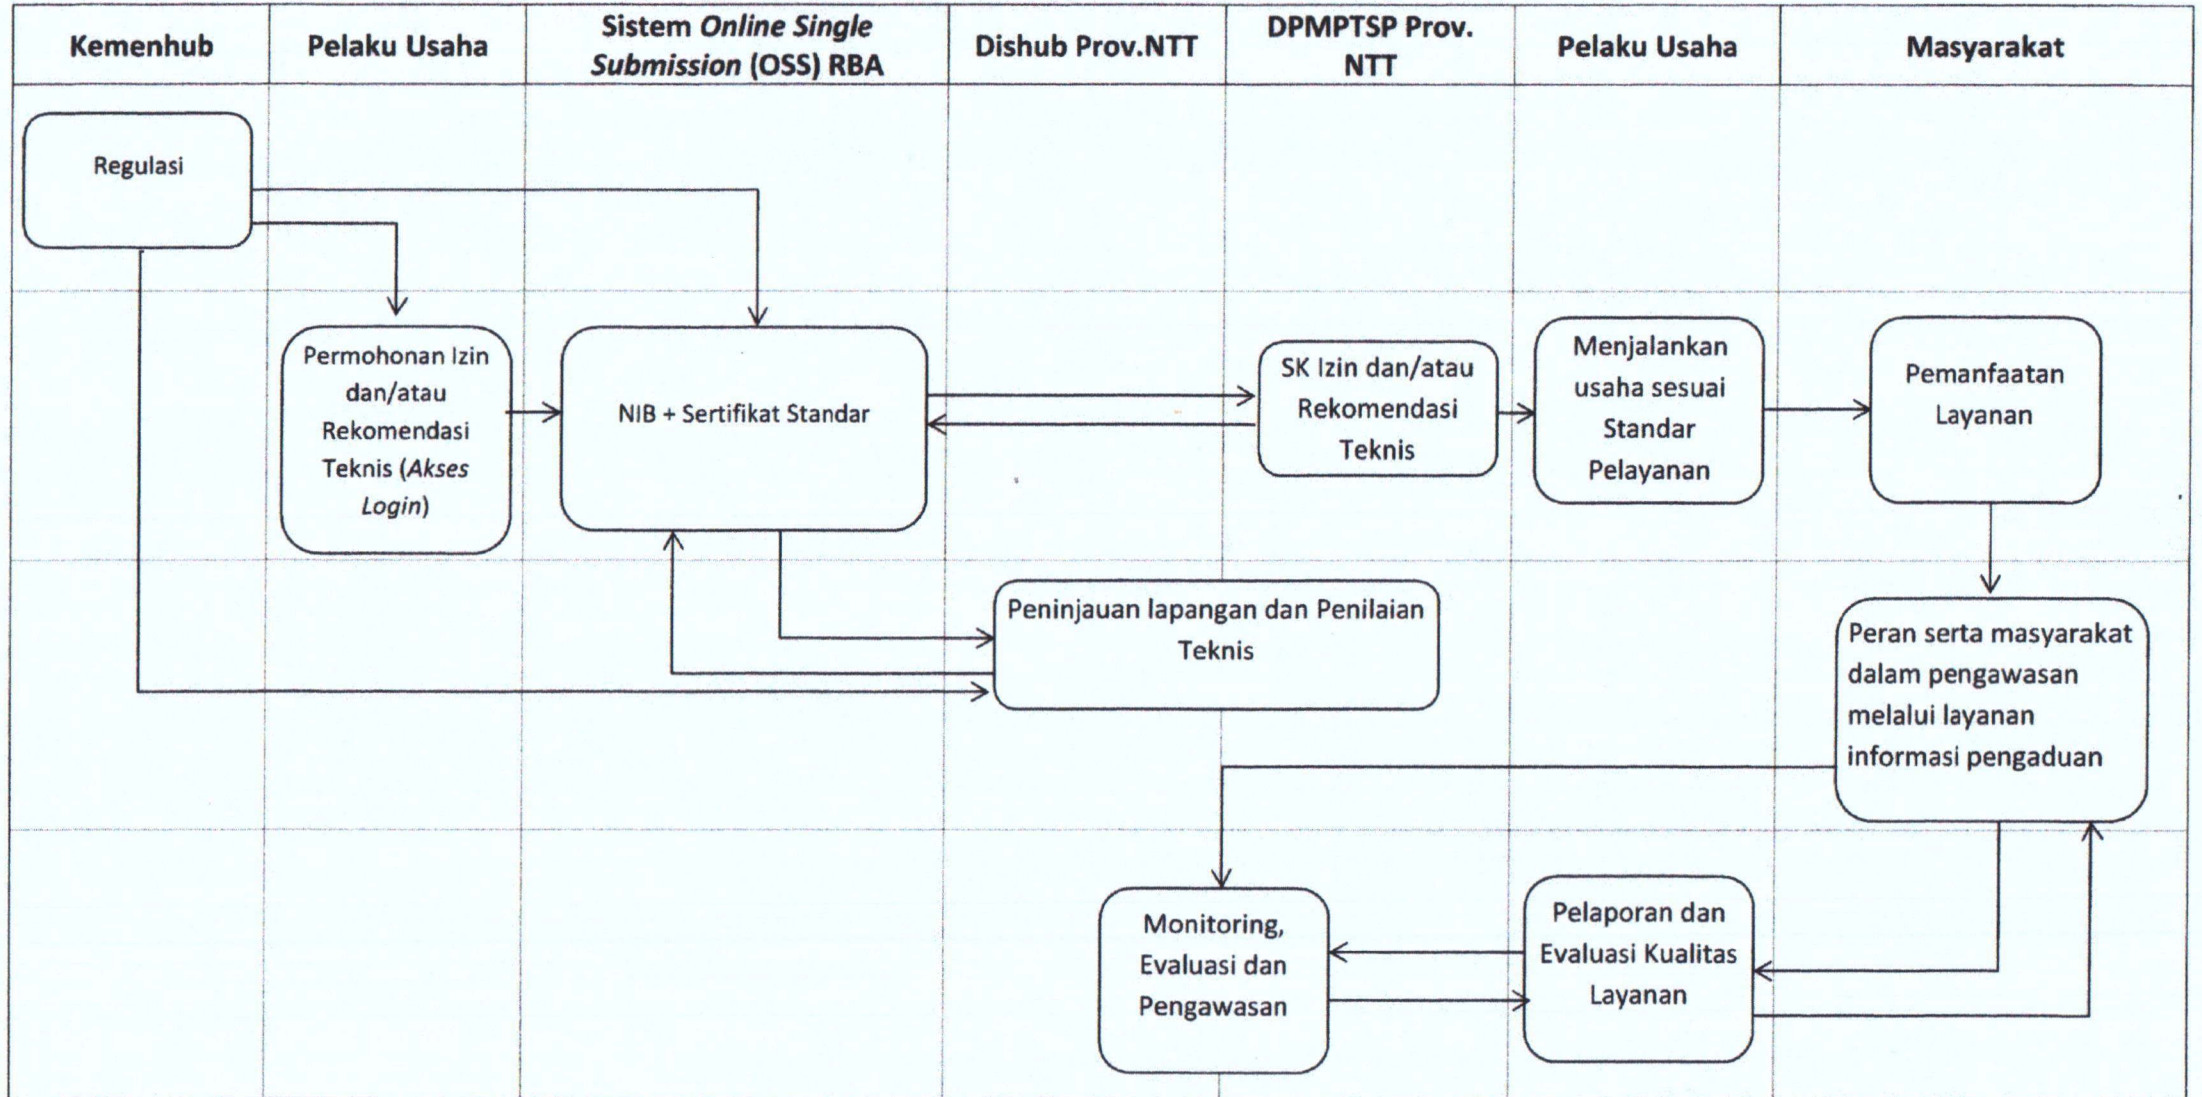 Kemenhub
Pelaku Usaha
Sistem Online Single
Submission (OSS) RBA
Dishub Prov.NTT
DPMPTSP Prov.
NTT
Pelaku Usaha
Masyarakat
Regulasi
Permohonan Izin
dan/atau
Rekomendasi
Teknis (Akses
Login)
NIB + Sertifikat Standar
SK Izin dan/atau
Rekomendasi
Teknis
Menjalankan
usaha sesuai
Standar
Pelayanan
Pemanfaatan
Layanan
Peninjauan lapangan dan Penilaian
Teknis
Peran serta masyarakat
dalam pengawasan
melalui layanan
informasi pengaduan
Monitoring,
Evaluasi dan
Pengawasan
Pelaporan dan
Evaluasi Kualitas
Layanan